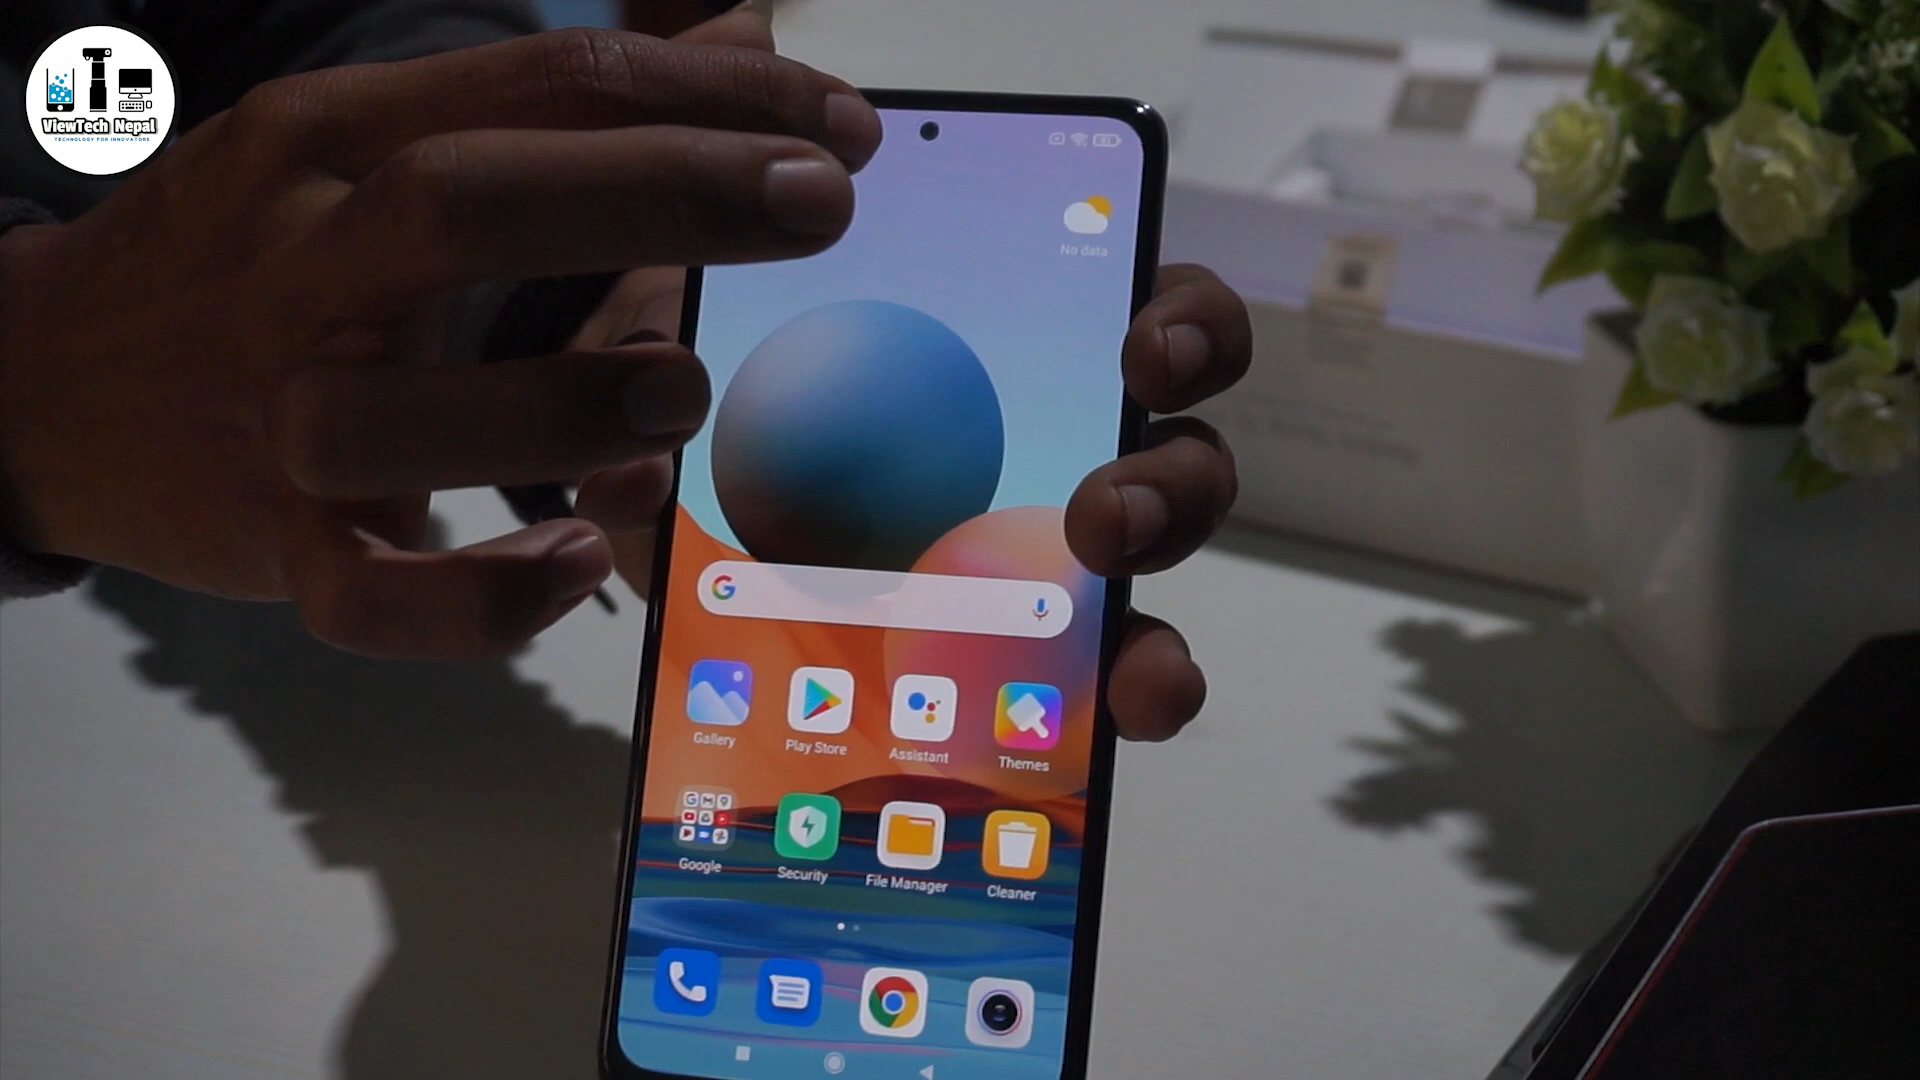 ViewTech Nepal
TECHNOLOGY FOR INNOVATORS
No data
Gallery
Play Store
Assistant
Themes
Google
Security
File Manager
Cleaner